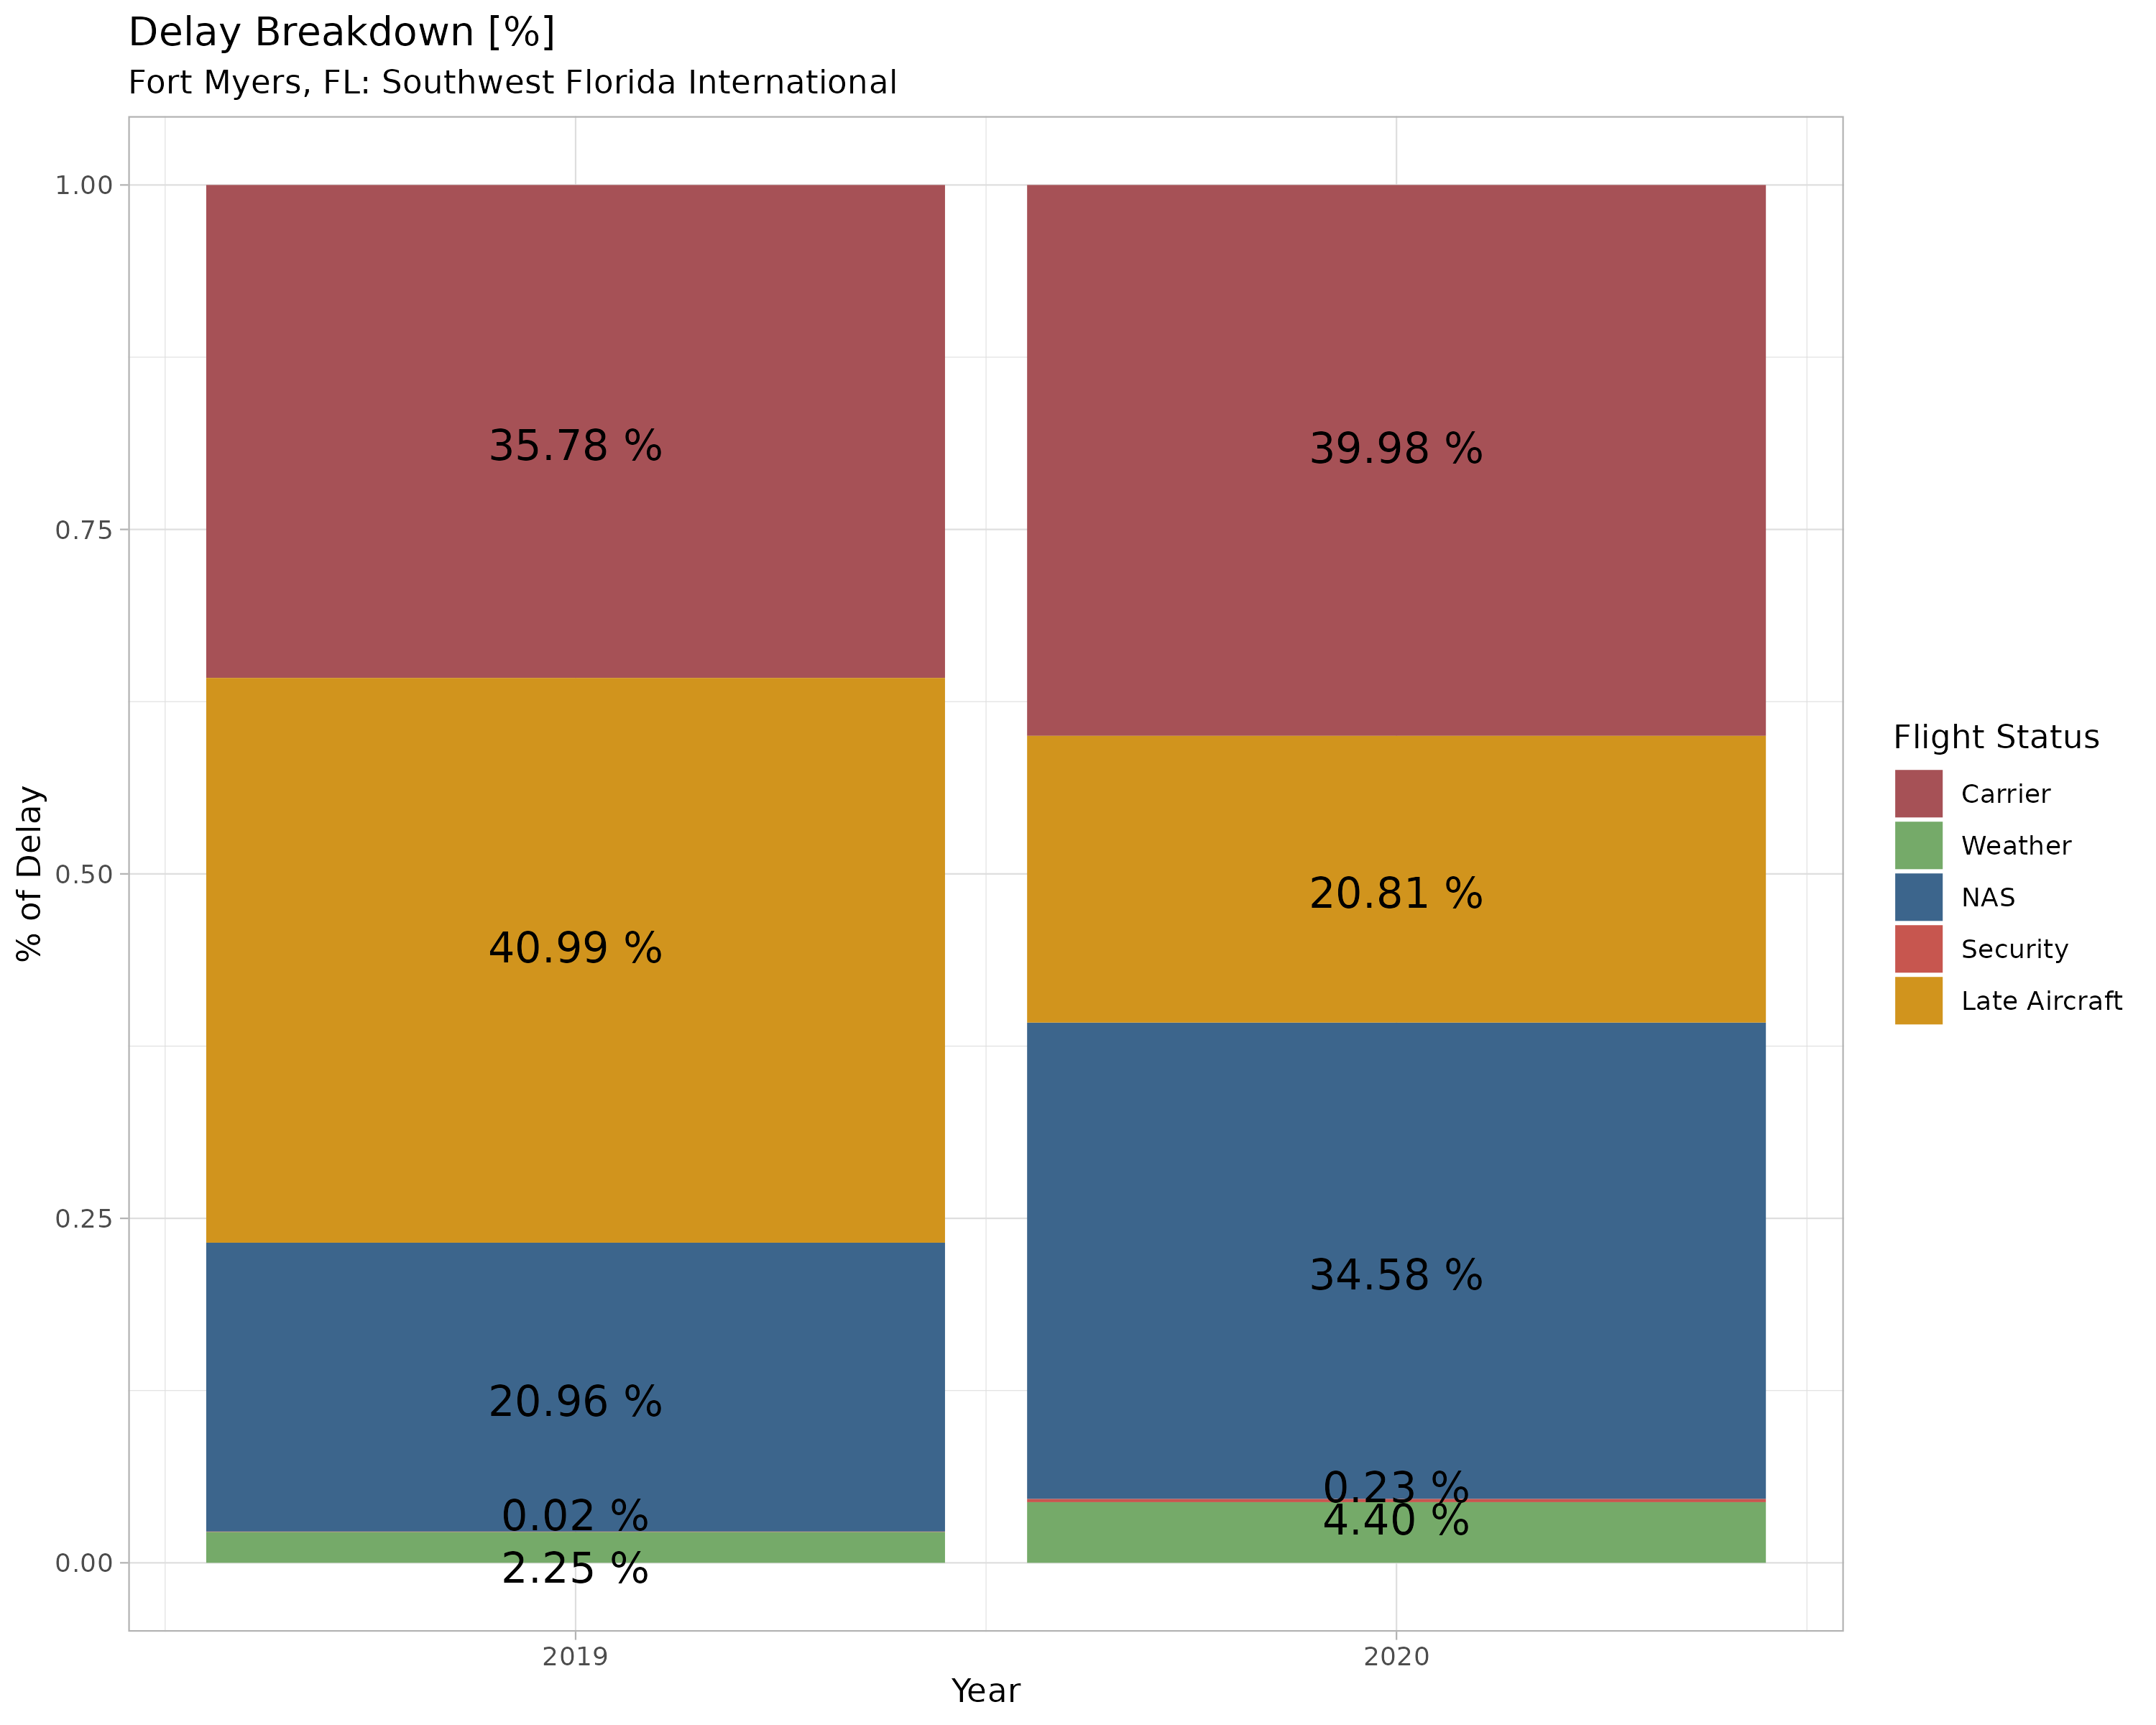 Delay Breakdown [%]
Fort Myers, FL: Southwest Florida International
% of Delay
1.00
0.75
0.50
0.25
0.00
35.78 %
40.99 %
20.96 %
0.02 %
2.25 %
39.98 %
20.81 %
34.58 %
0.23 %
4.40 %
2019
2020
Year
Flight Status
Carrier
Weather
NAS
Security
Late Aircraft